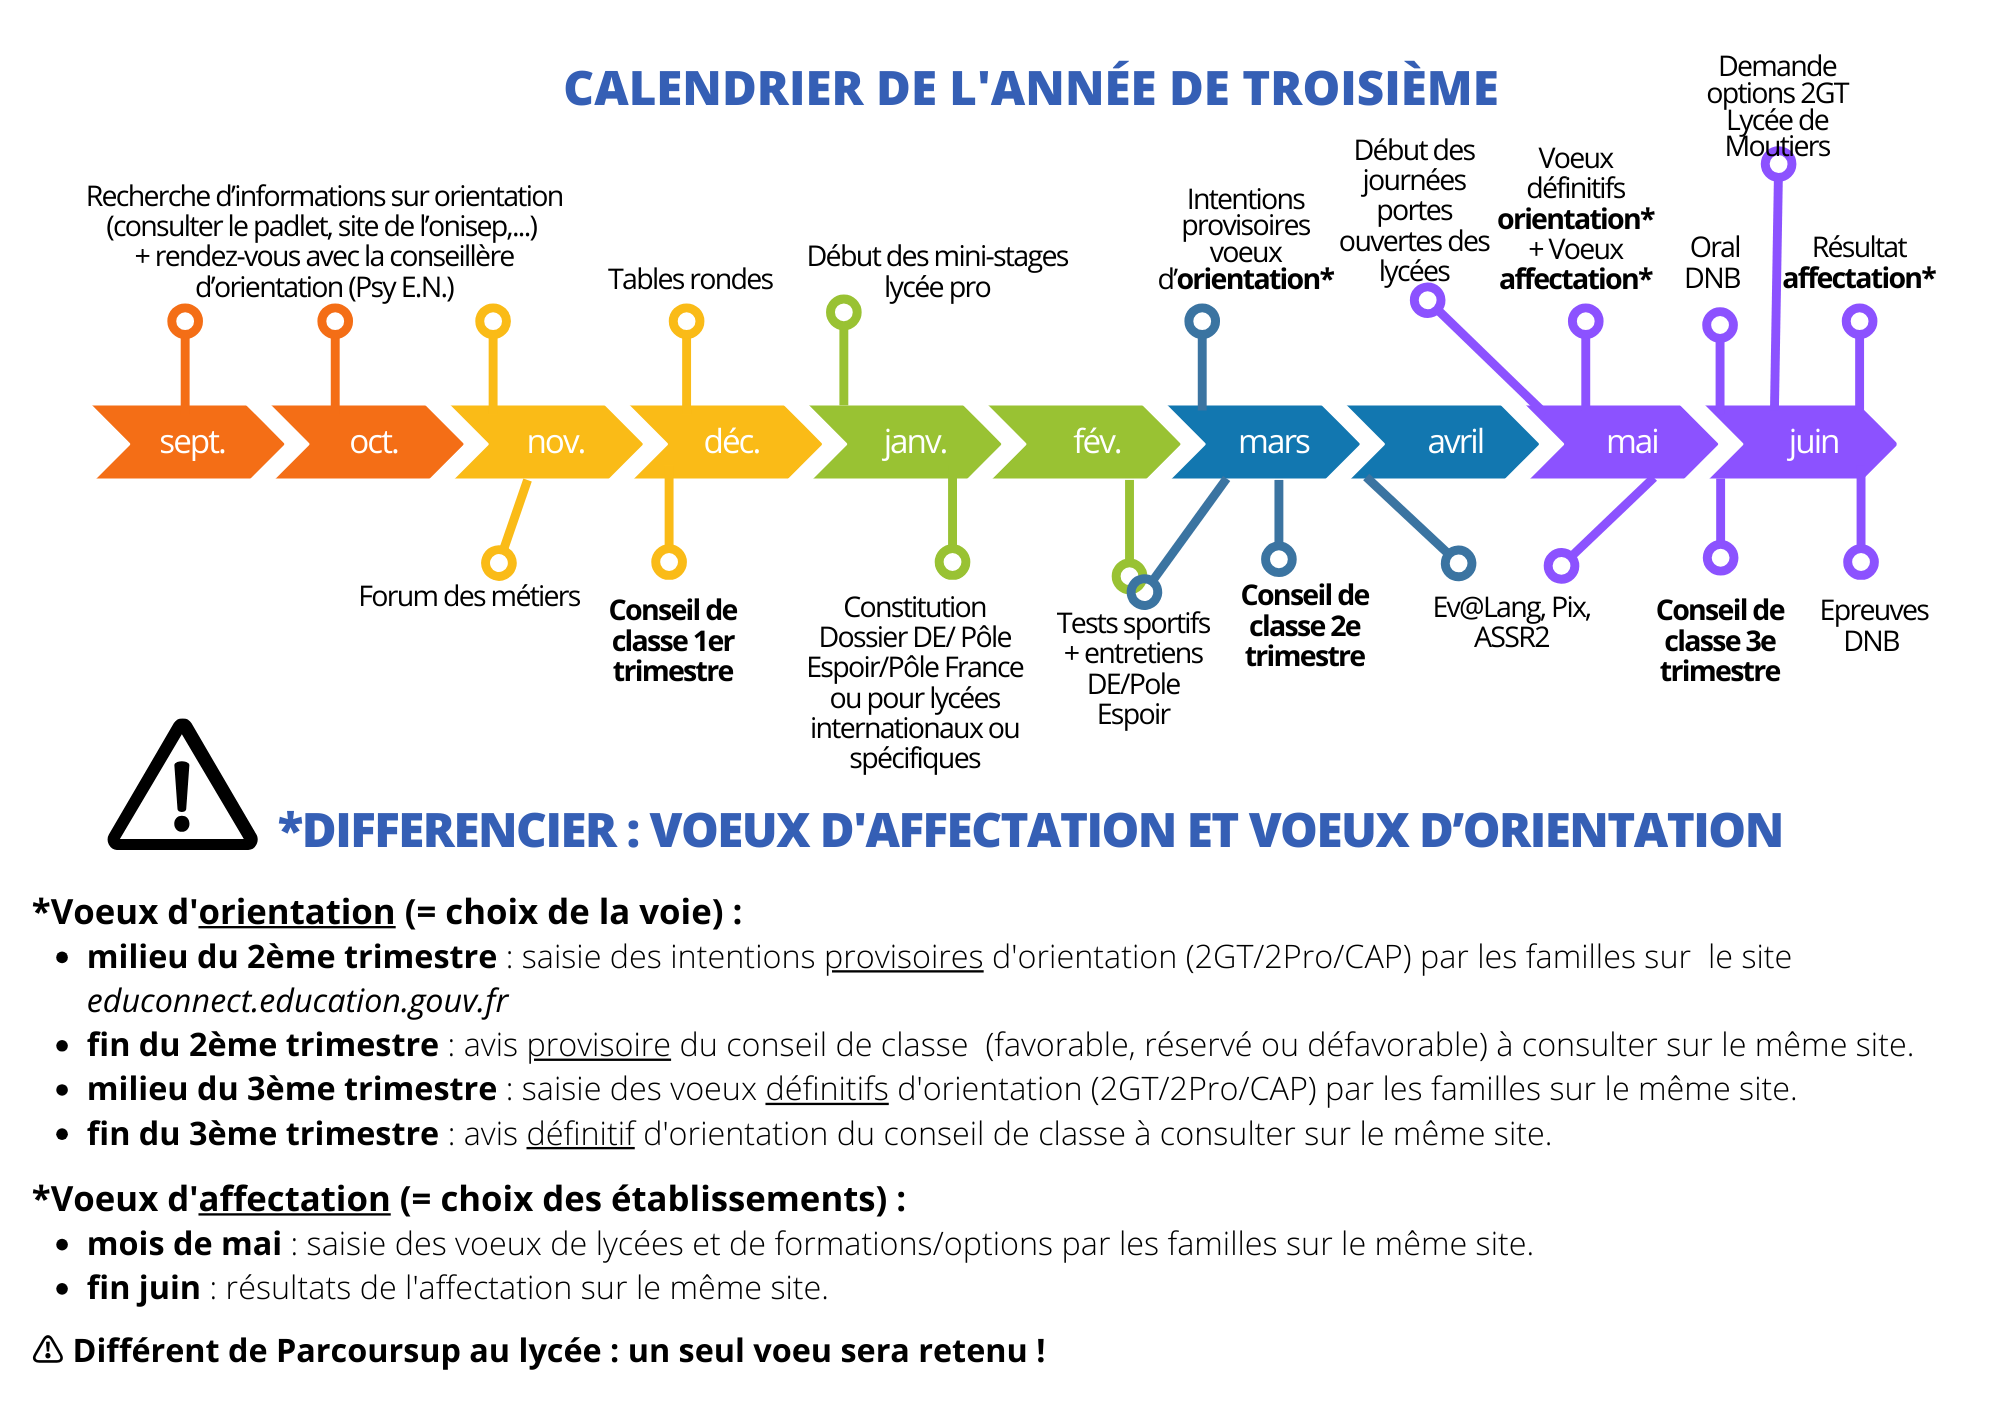 CALENDRIER DE L'ANNÉE DE TROISIÈME
Recherche d’informations sur orientation
(consulter le padlet, site de l’onisep,...)
+ rendez-vous avec la conseillère
d’orientation (Psy E.N.)
Tables rondes
Début des mini-stages
lycée pro
Intentions
provisoires
voeux
d’orientation*
Début des
journées
portes
ouvertes des
lycées
Voeux
définitifs
orientation*
+ Voeux
affectation*
Oral
DNB
Demande
options 2GT
Lycée de
Moutiers
Résultat
affectation*
sept.
oct.
nov.
déc.
janv.
fév.
mars
avril
mai
juin
Forum des métiers
Conseil de
classe 1er
trimestre
Constitution
Dossier DE/ Pôle
Espoir/Pôle France
ou pour lycées
internationaux ou
spécifiques
Tests sportifs
+ entretiens
DE/Pole
Espoir
Conseil de
classe 2e
trimestre
Ev@Lang, Pix,
ASSR2
Conseil de
classe 3e
trimestre
Epreuves
DNB
*DIFFERENCIER : VOEUX D'AFFECTATION ET VOEUX D’ORIENTATION
*Voeux d'orientation (= choix de la voie) :
• milieu du 2ème trimestre : saisie des intentions provisoires d'orientation (2GT/2Pro/CAP) par les familles sur  le site
educonnect.education.gouv.fr
• fin du 2ème trimestre : avis provisoire du conseil de classe  (favorable, réservé ou défavorable) à consulter sur le même site.
• milieu du 3ème trimestre : saisie des voeux définitifs d'orientation (2GT/2Pro/CAP) par les familles sur le même site.
• fin du 3ème trimestre : avis définitif d'orientation du conseil de classe à consulter sur le même site.
*Voeux d'affectation (= choix des établissements) :
• mois de mai : saisie des voeux de lycées et de formations/options par les familles sur le même site.
• fin juin : résultats de l'affectation sur le même site.
⚠ Différent de Parcoursup au lycée : un seul voeu sera retenu !